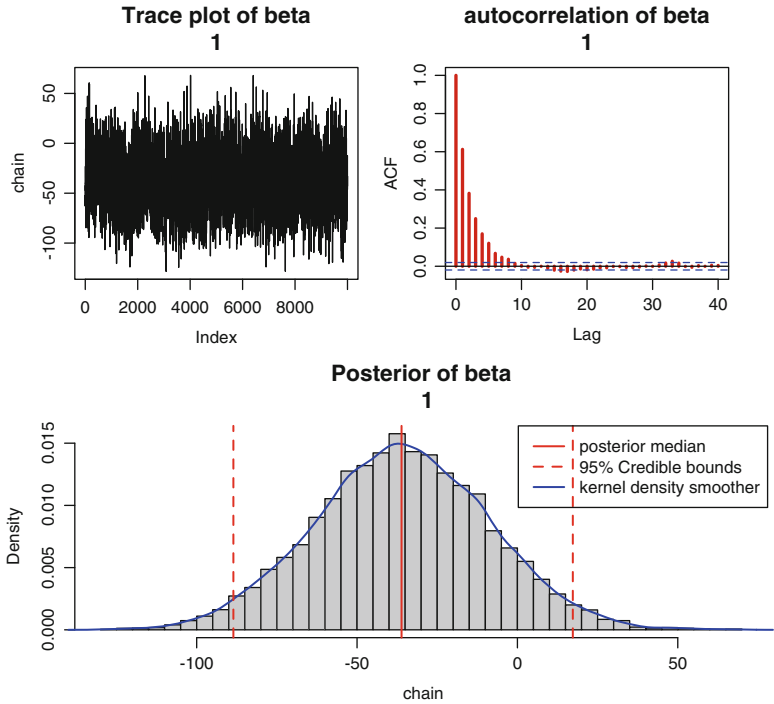 Trace plot of beta
1
chain
50
0
-50
-100
0 2000 4000 6000 8000
Index
autocorrelation of beta
1
ACF
1.0
0.8
0.6
0.4
0.2
0.0
0 10 20 30 40
Lag
Posterior of beta
1
Density
0.015
0.010
0.005
0.000
-100 -50 0 50
chain
posterior median
95% Credible bounds
kernel density smoother